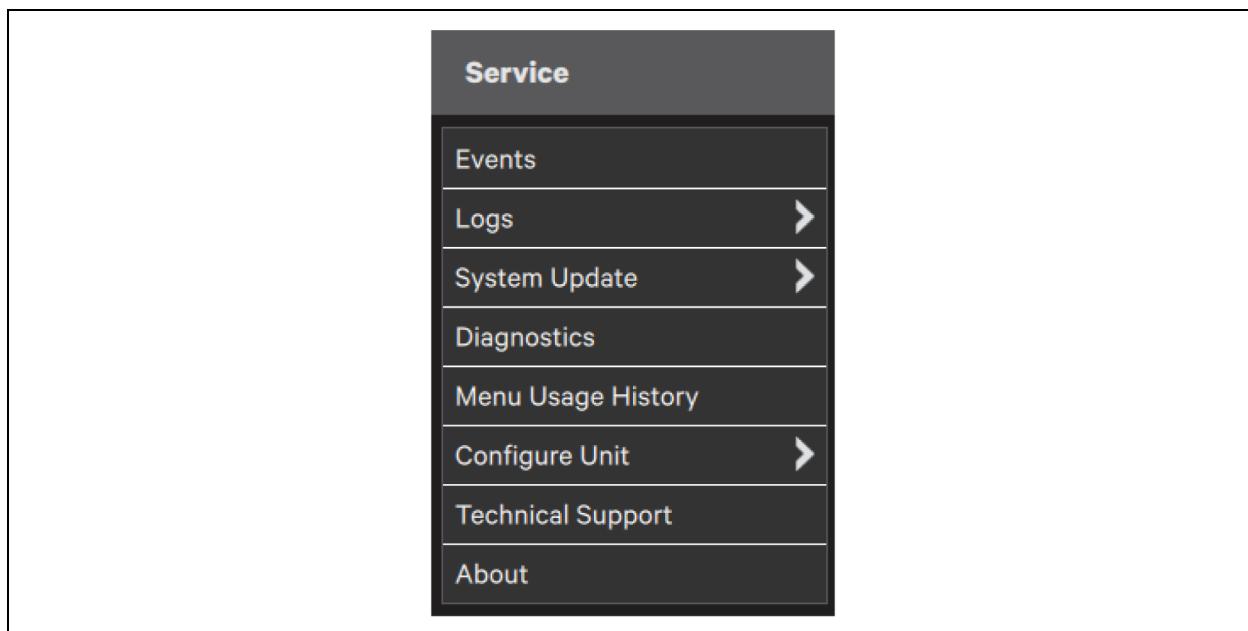 Service
Events
Logs
System Update
Diagnostics
Menu Usage History
Configure Unit
Technical Support
About